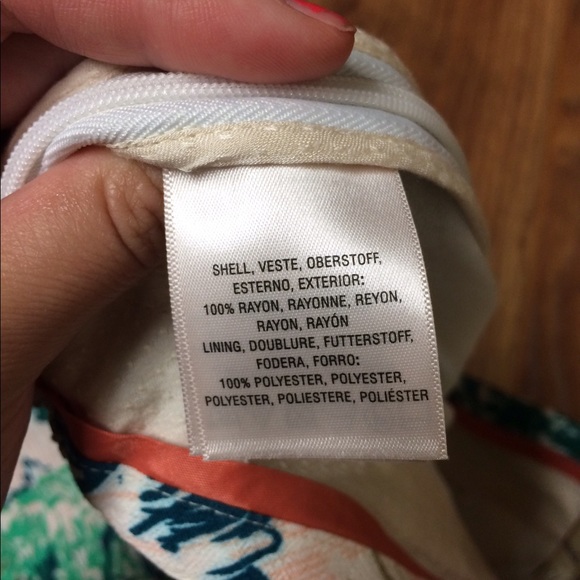 SHELL, VESTE, OBERSTOFF,
ESTERNO, EXTERIOR:
100% RAYON, RAYONNE, REYON,
RAYON, RAYÓN
LINING, DOUBLURE, FUTTERSTOFF,
FODERA, FORRO:
100% POLYESTER, POLYESTER,
POLYESTER, POLIESTERE, POLIÉSTER